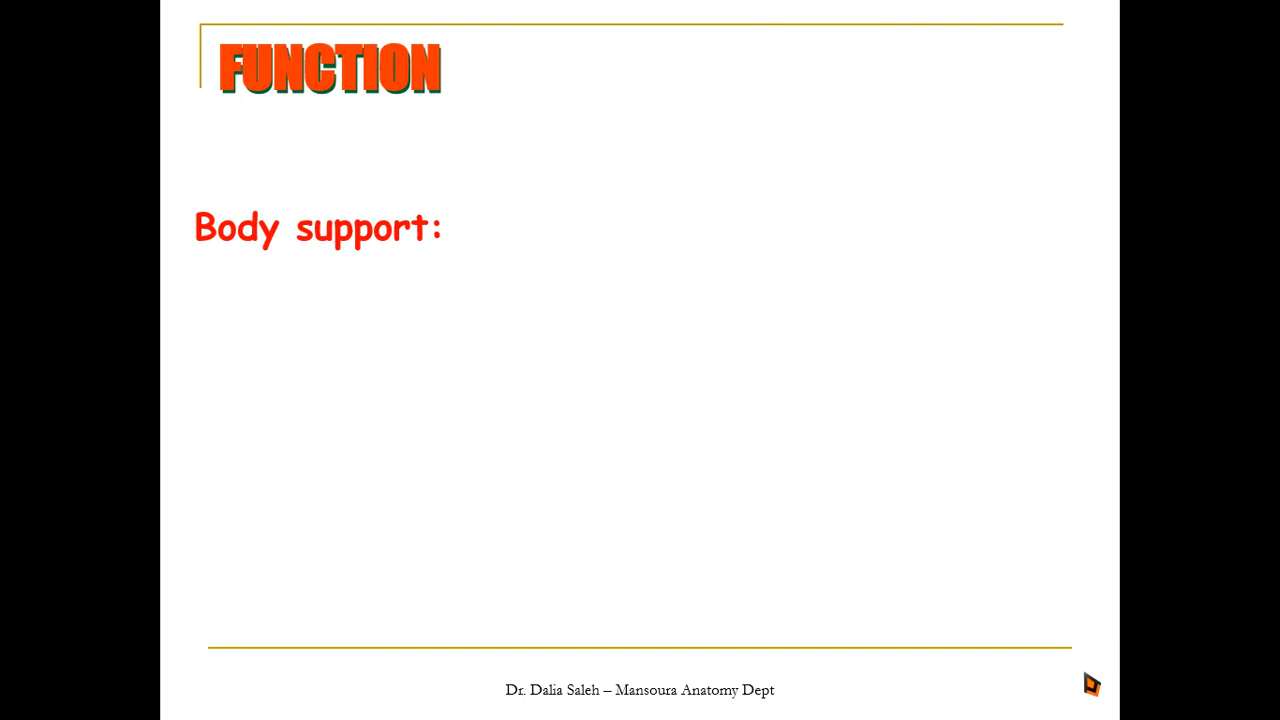 FUNCTION
Body support:
Dr. Dalia Saleh – Mansoura Anatomy Dept